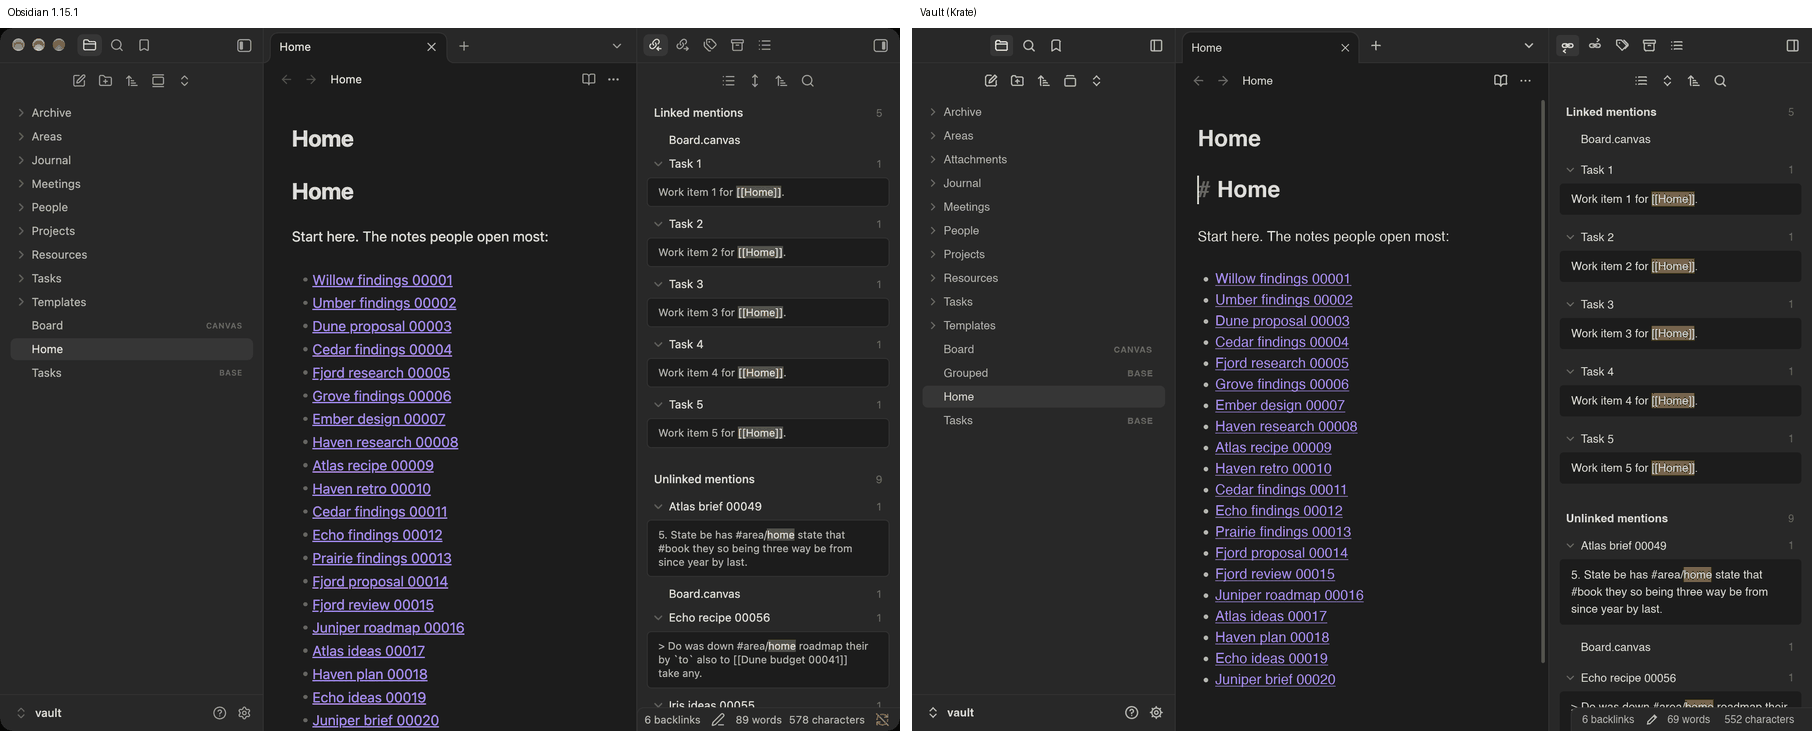 Obsidian 1.15.1
Home
Home
Archive
Areas
Journal
Meetings
People
Projects
Resources
Tasks
Templates
Board CANVAS
Home
Tasks BASE
vault
Home
Home
Start here. The notes people open most:
Willow findings 00001
Umber findings 00002
Dune proposal 00003
Cedar findings 00004
Fjord research 00005
Grove findings 00006
Ember design 00007
Haven research 00008
Atlas recipe 00009
Haven retro 00010
Cedar findings 00011
Echo findings 00012
Prairie findings 00013
Fjord proposal 00014
Fjord review 00015
Juniper roadmap 00016
Atlas ideas 00017
Haven plan 00018
Echo ideas 00019
Juniper brief 00020
Linked mentions 5
Board.canvas
Task 1 1
Work item 1 for [[Home]].
Task 2 1
Work item 2 for [[Home]].
Task 3 1
Work item 3 for [[Home]].
Task 4 1
Work item 4 for [[Home]].
Task 5 1
Work item 5 for [[Home]].
Unlinked mentions 9
Atlas brief 00049 1
5. State be has #area/home state that
#book they so being three way be from
since year by last.
Board.canvas 1
Echo recipe 00056 1
> Do was down #area/home roadmap their
by `to` also to [[Dune budget 00041]]
take any.
Iris ideas 00055 1
6 backlinks 89 words 578 characters
Vault (Krate)
Home
Home
Archive
Areas
Attachments
Journal
Meetings
People
Projects
Resources
Tasks
Templates
Board CANVAS
Grouped BASE
Home
Tasks BASE
vault
Home
# Home
Start here. The notes people open most:
Willow findings 00001
Umber findings 00002
Dune proposal 00003
Cedar findings 00004
Fjord research 00005
Grove findings 00006
Ember design 00007
Haven research 00008
Atlas recipe 00009
Haven retro 00010
Cedar findings 00011
Echo findings 00012
Prairie findings 00013
Fjord proposal 00014
Fjord review 00015
Juniper roadmap 00016
Atlas ideas 00017
Haven plan 00018
Echo ideas 00019
Juniper brief 00020
Linked mentions 5
Board.canvas
Task 1 1
Work item 1 for [[Home]].
Task 2 1
Work item 2 for [[Home]].
Task 3 1
Work item 3 for [[Home]].
Task 4 1
Work item 4 for [[Home]].
Task 5 1
Work item 5 for [[Home]].
Unlinked mentions 9
Atlas brief 00049 1
5. State be has #area/home state that
#book they so being three way be from
since year by last.
Board.canvas 1
Echo recipe 00056 1
> Do was down #area/home roadmap their
6 backlinks 69 words 552 characters